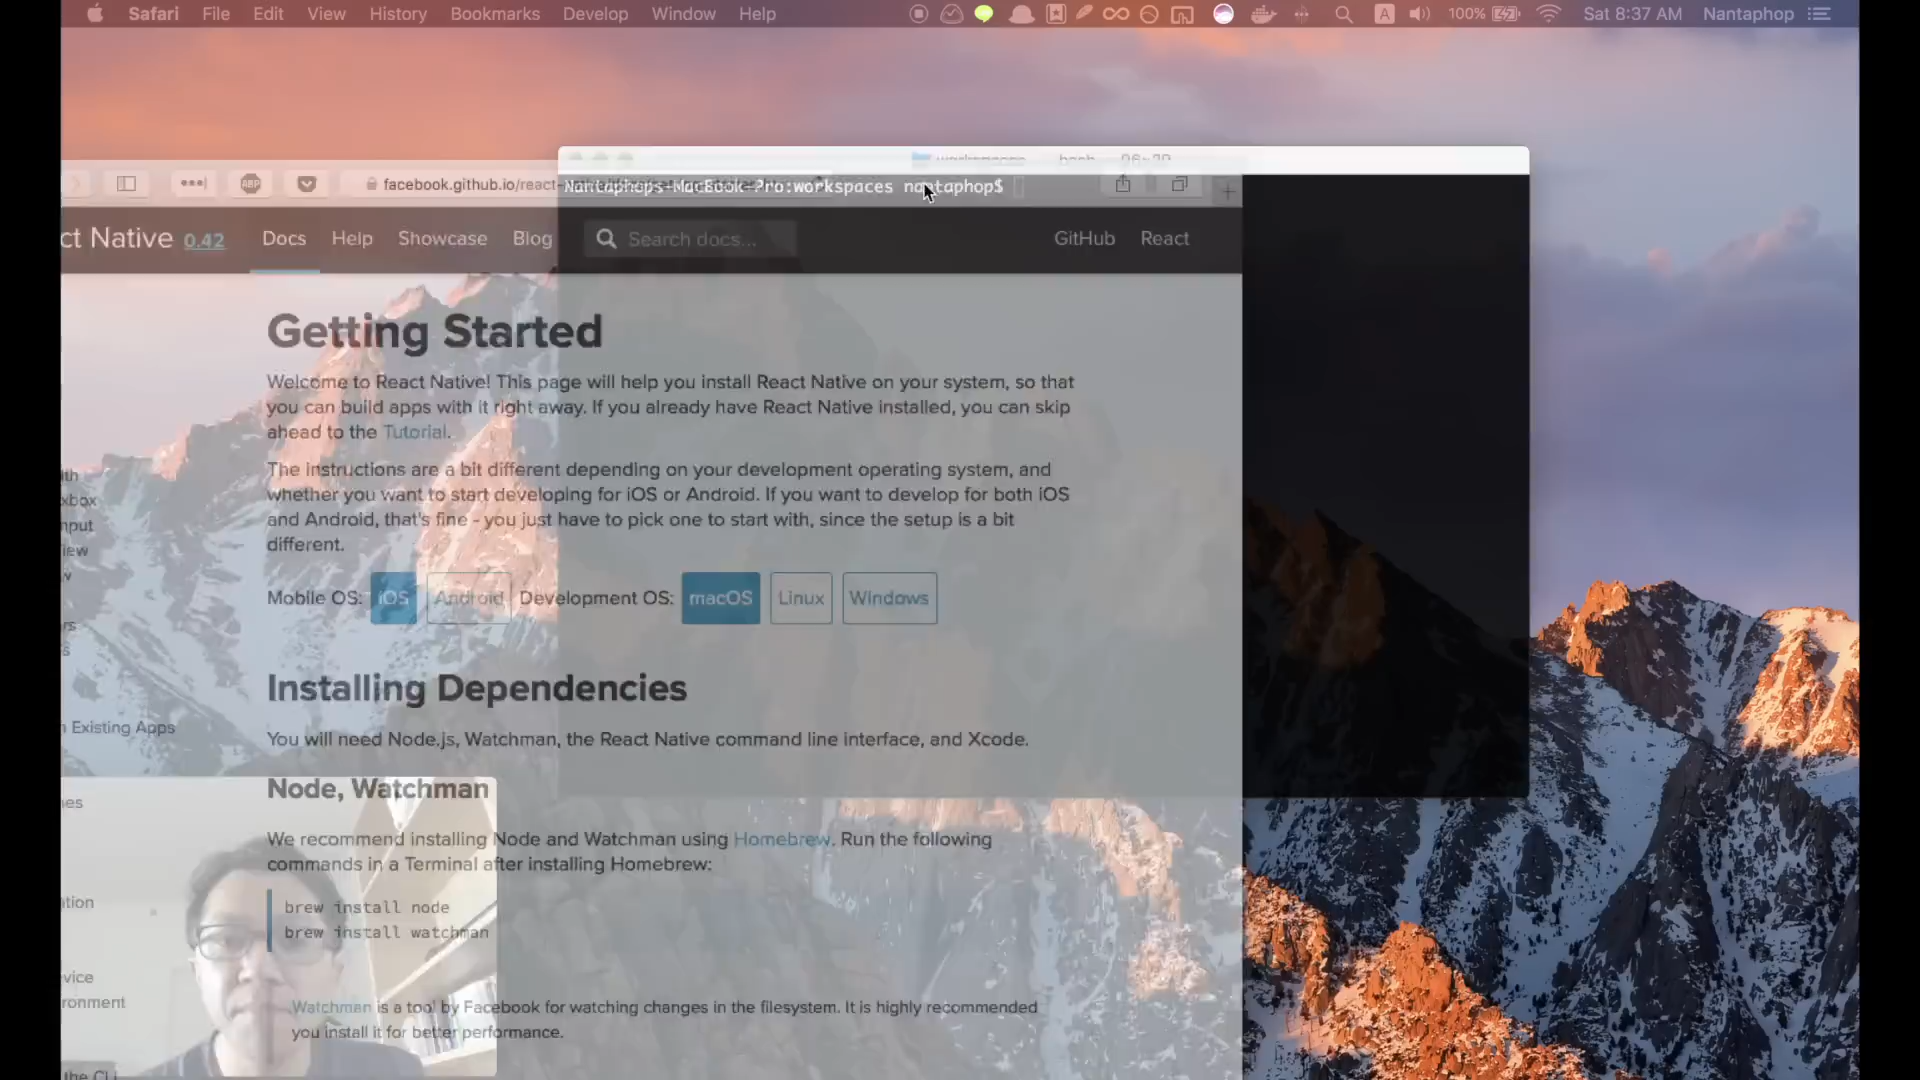 Safari File Edit View History Bookmarks Develop Window Help
100% Sat 8:37 AM Nantaphop
workspaces — bash — 96×30
facebook.github.io/react-
Nantaphops-MacBook-Pro:workspaces nantaphop$
ct Native 0.42 Docs Help Showcase Blog Search docs... GitHub React
Getting Started
Welcome to React Native! This page will help you install React Native on your system, so that
you can build apps with it right away. If you already have React Native installed, you can skip
ahead to the Tutorial.
The instructions are a bit different depending on your development operating system, and
whether you want to start developing for iOS or Android. If you want to develop for both iOS
and Android, that's fine - you just have to pick one to start with, since the setup is a bit
different.
Mobile OS: iOS Android Development OS: macOS Linux Windows
Installing Dependencies
n Existing Apps
You will need Node.js, Watchman, the React Native command line interface, and Xcode.
Node, Watchman
We recommend installing Node and Watchman using Homebrew. Run the following
commands in a Terminal after installing Homebrew:
brew install node
brew install watchman
Watchman is a tool by Facebook for watching changes in the filesystem. It is highly recommended
you install it for better performance.
ation
evice
ronment
the CLI